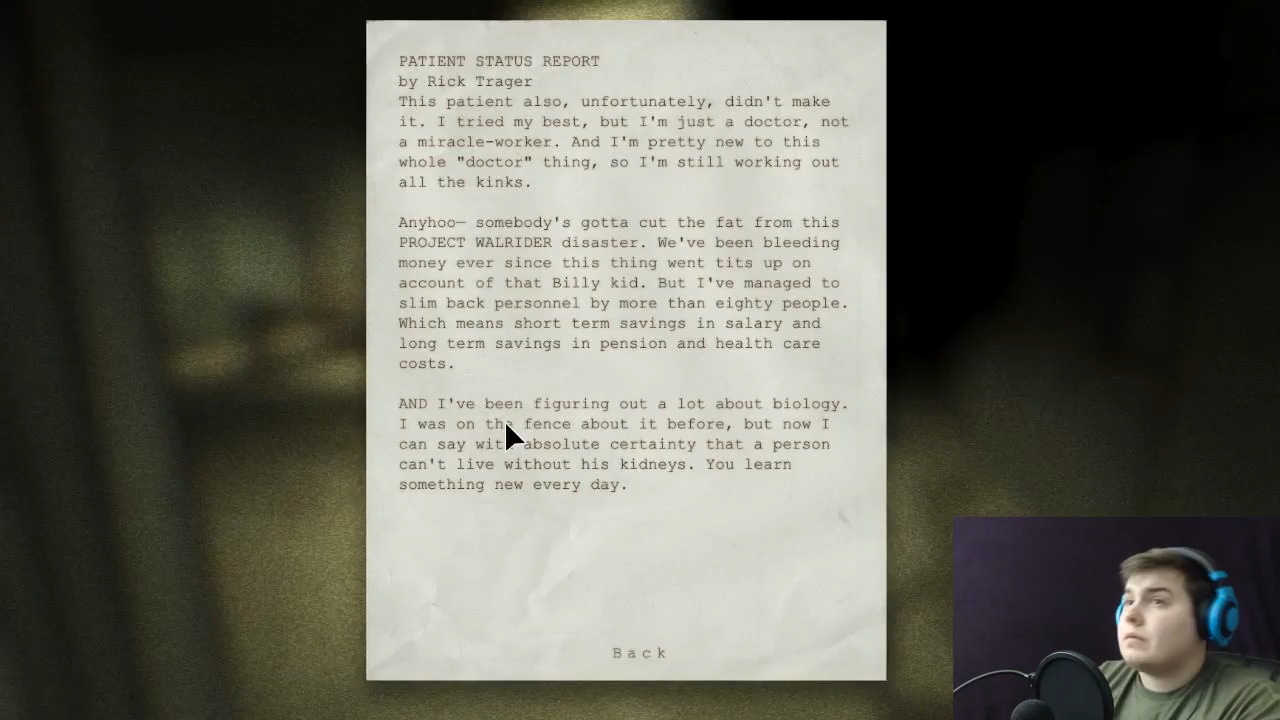 PATIENT STATUS REPORT
by Rick Trager
This patient also, unfortunately, didn't make
it. I tried my best, but I'm just a doctor, not
a miracle-worker. And I'm pretty new to this
whole "doctor" thing, so I'm still working out
all the kinks.
Anyhoo— somebody's gotta cut the fat from this
PROJECT WALRIDER disaster. We've been bleeding
money ever since this thing went tits up on
account of that Billy kid. But I've managed to
slim back personnel by more than eighty people.
Which means short term savings in salary and
long term savings in pension and health care
costs.
AND I've been figuring out a lot about biology.
I was on the fence about it before, but now I
can say with absolute certainty that a person
can't live without his kidneys. You learn
something new every day.
Back